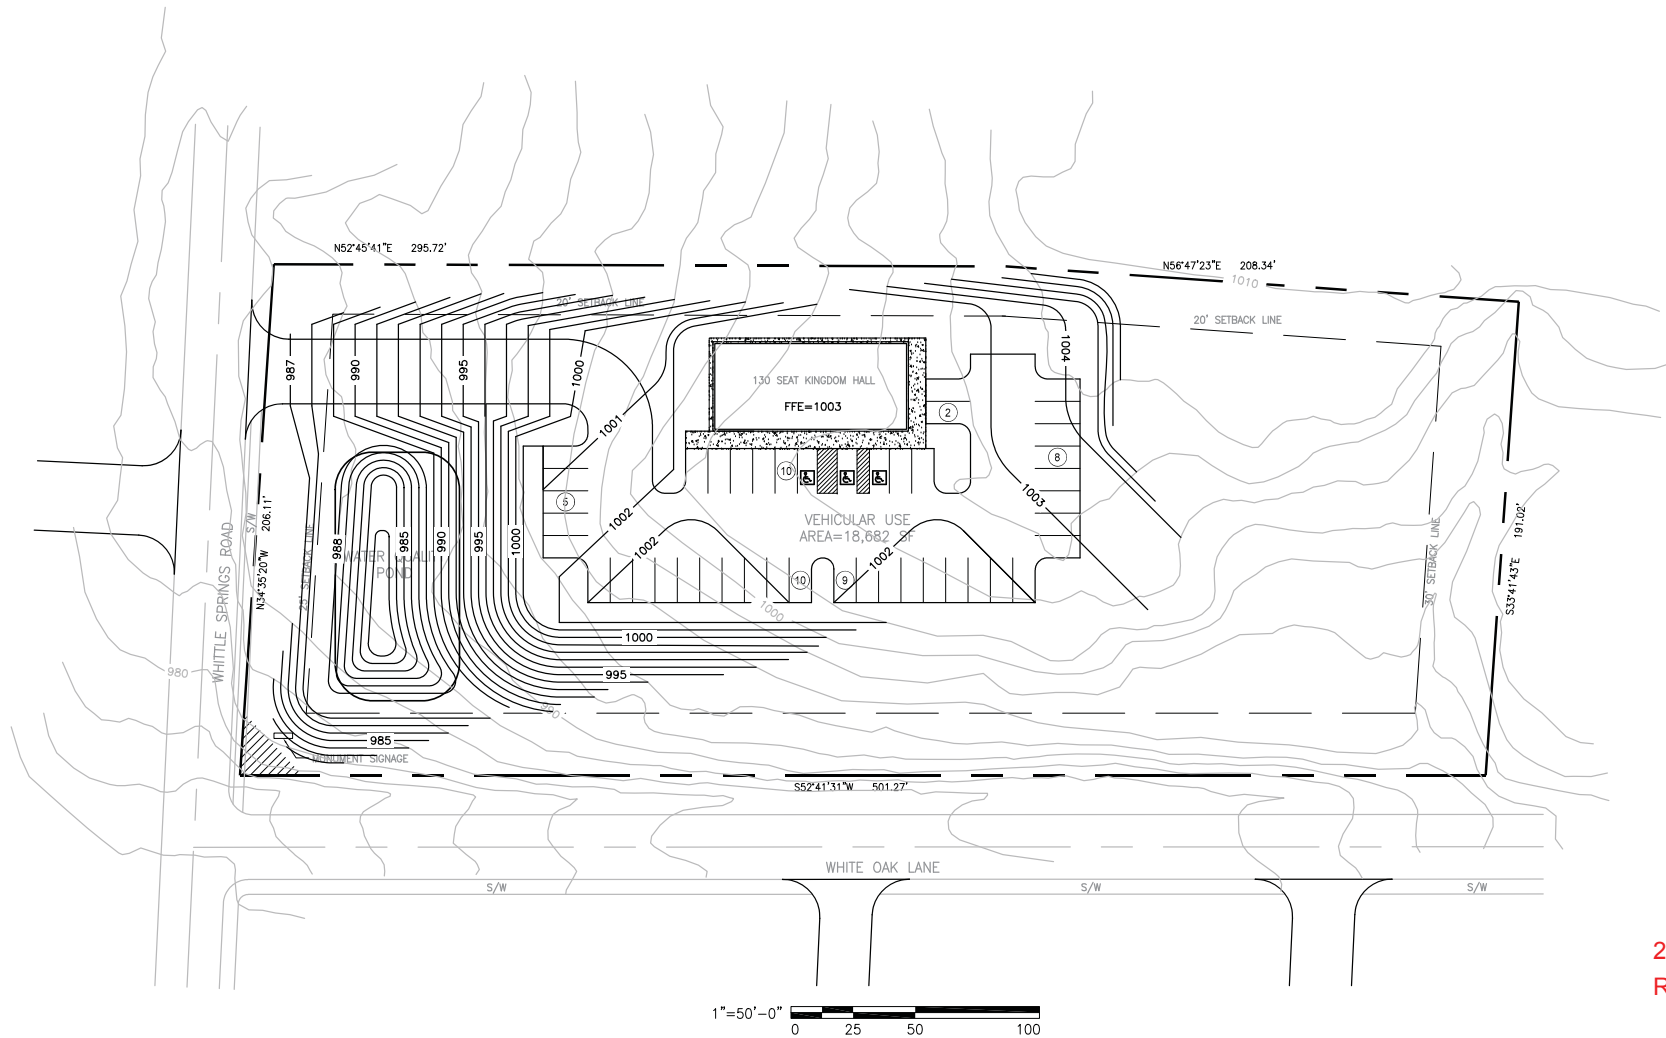 N52°45'41"E 295.72'
N56°47'23"E 208.34'
1010
20' SETBACK LINE
20' SETBACK LINE
987
990
995
1000
1004
130 SEAT KINGDOM HALL
FFE=1003
2
1001
8
10
1003
1002
1002
1002
VEHICULAR USE
AREA=18,682 SF
988
985
990
995
1000
POND
10
9
N34°35'20"W 206.11'
S/W
WHITTLE SPRINGS ROAD
25' SETBACK LINE
30' SETBACK LINE
S33°41'43"E 191.02'
1000
1000
980
995
990
985
MONUMENT SIGNAGE
S52°41'31"W 501.27'
WHITE OAK LANE
S/W
S/W
S/W
2
R
1"=50'-0"
0 25 50 100